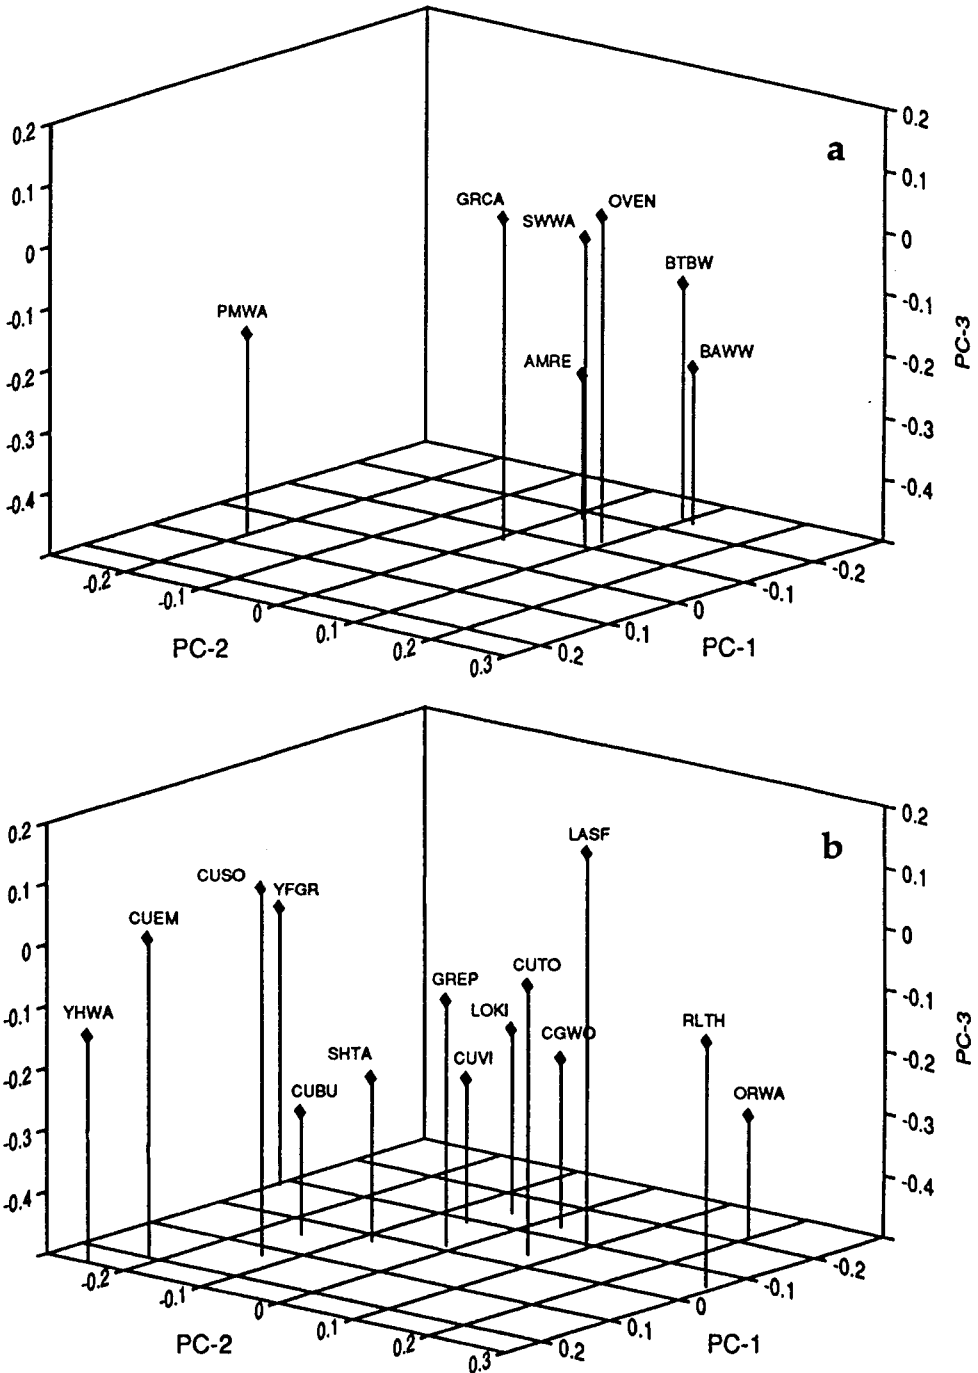 a
0.2
0.1
0
-0.1
-0.2
-0.3
-0.4
0.2
0.1
0
-0.1
-0.2
-0.3
-0.4
PC-3
GRCA
SWWA
OVEN
BTBW
PMWA
AMRE
BAWW
-0.2
-0.1
0
0.1
0.2
0.3
PC-2
-0.2
-0.1
0
0.1
0.2
PC-1
b
0.2
0.1
0
-0.1
-0.2
-0.3
-0.4
0.2
0.1
0
-0.1
-0.2
-0.3
-0.4
PC-3
LASF
CUSO
YFGR
CUEM
CUTO
GREP
YHWA
LOKI
CGWO
RLTH
SHTA
CUVI
CUBU
ORWA
-0.2
-0.1
0
0.1
0.2
0.3
PC-2
-0.2
-0.1
0
0.1
0.2
PC-1